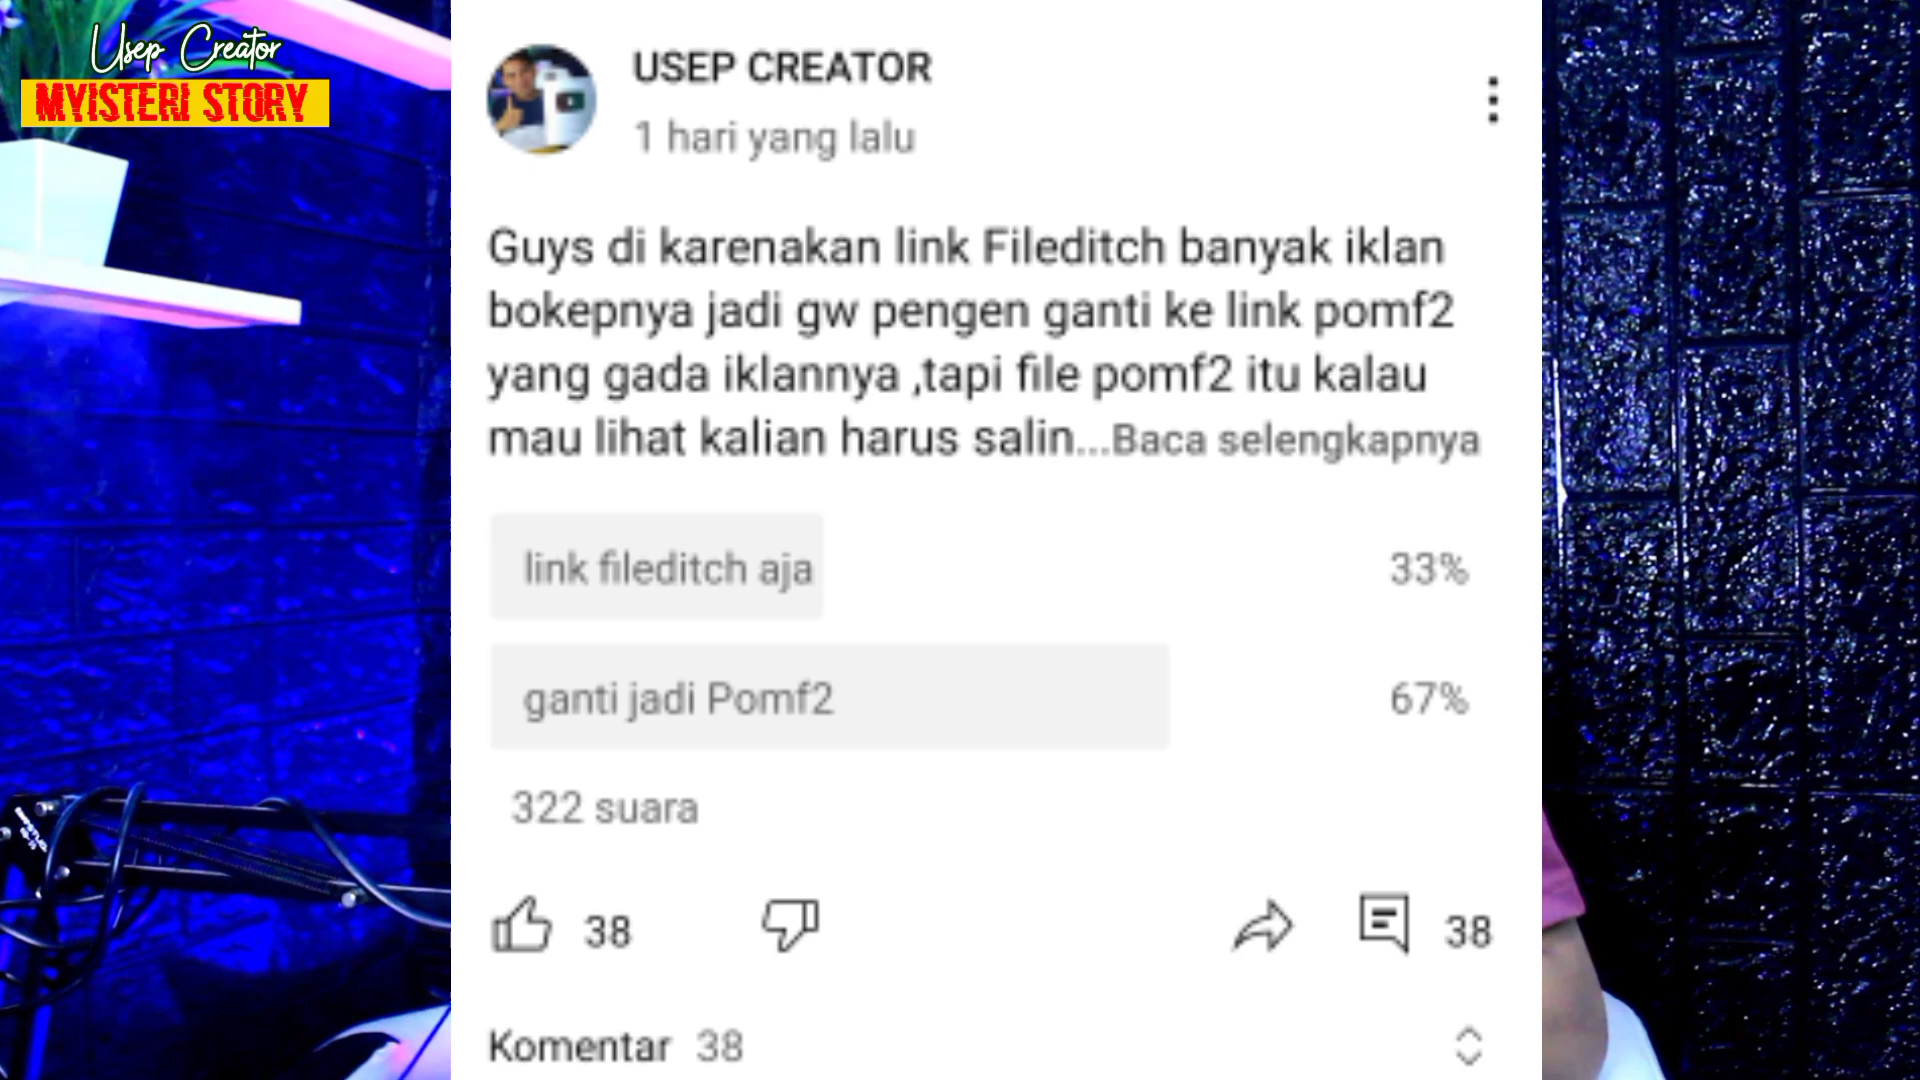 Usep Creator
MYISTERI STORY
USEP CREATOR
1 hari yang lalu
Guys di karenakan link Fileditch banyak iklan
bokepnya jadi gw pengen ganti ke link pomf2
yang gada iklannya ,tapi file pomf2 itu kalau
mau lihat kalian harus salin...Baca selengkapnya
link fileditch aja 33%
ganti jadi Pomf2 67%
322 suara
38 38
Komentar 38